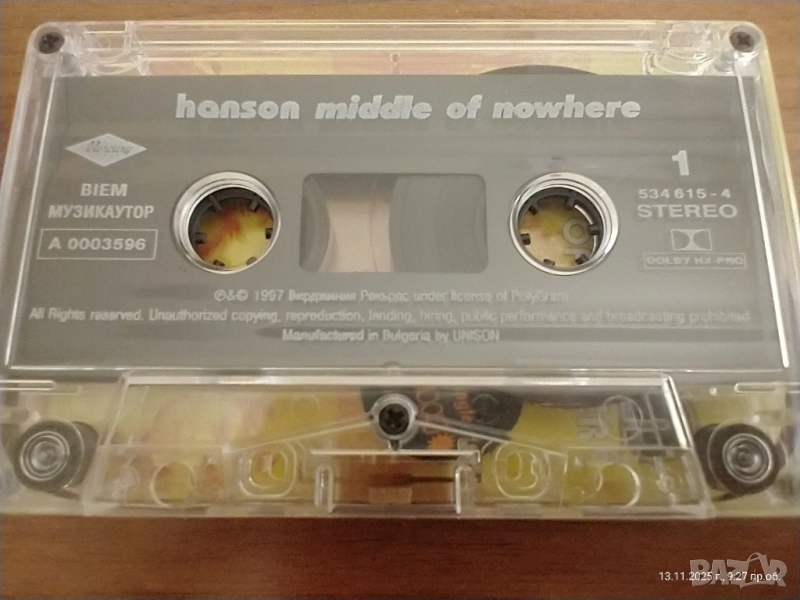 hanson middle of nowhere
Mercury
BIEM
МУЗИКАУТОР
A 0003596
1
534 615 - 4
STEREO
DOLBY HX-PRO
℗&© 1997 Вирджиния Рекърдс under license of PolyGram
All Rights reserved. Unauthorized copying, reproduction, lending, hiring, public performance and broadcasting prohibited
Manufactured in Bulgaria by UNISON
BAZAR
13.11.2025 г., 9:27 пр.об.